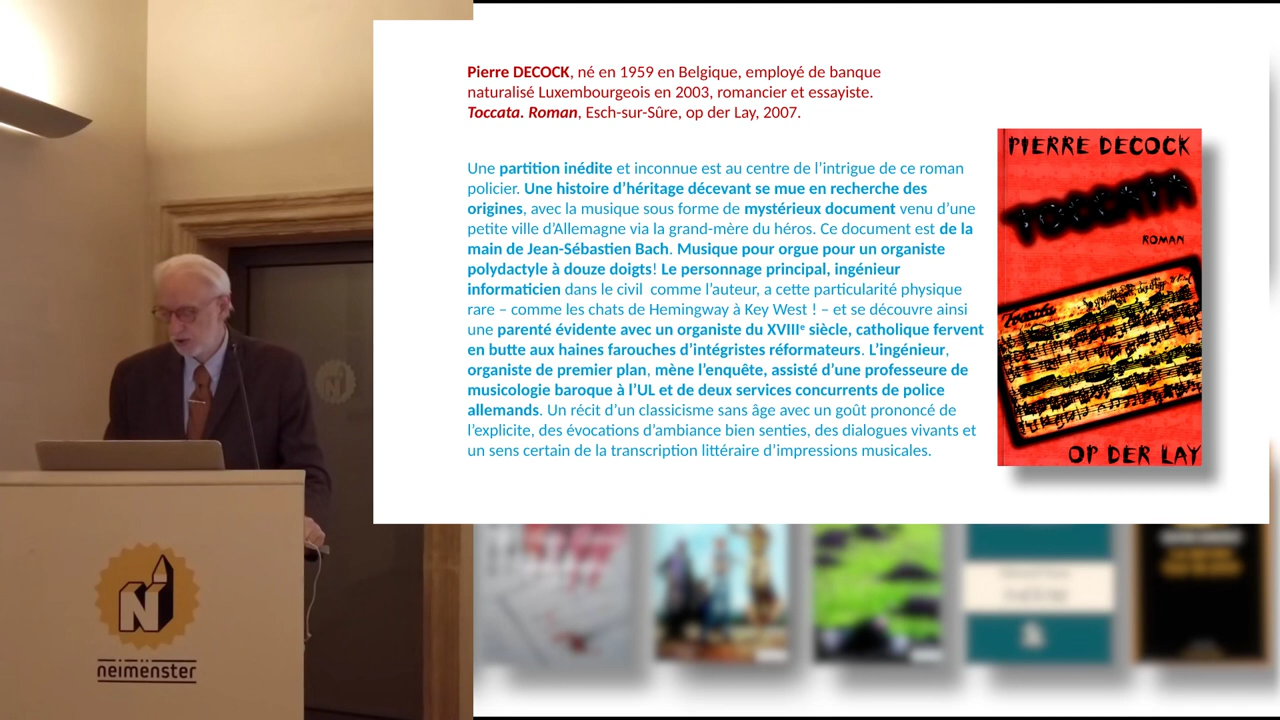 Pierre DECOCK, né en 1959 en Belgique, employé de banque
naturalisé Luxembourgeois en 2003, romancier et essayiste.
Toccata. Roman, Esch-sur-Sûre, op der Lay, 2007.
Une partition inédite et inconnue est au centre de l’intrigue de ce roman
policier. Une histoire d’héritage décevant se mue en recherche des
origines, avec la musique sous forme de mystérieux document venu d’une
petite ville d’Allemagne via la grand-mère du héros. Ce document est de la
main de Jean-Sébastien Bach. Musique pour orgue pour un organiste
polydactyle à douze doigts! Le personnage principal, ingénieur
informaticien dans le civil comme l’auteur, a cette particularité physique
rare – comme les chats de Hemingway à Key West ! – et se découvre ainsi
une parenté évidente avec un organiste du XVIIIᵉ siècle, catholique fervent
en butte aux haines farouches d’intégristes réformateurs. L’ingénieur,
organiste de premier plan, mène l’enquête, assisté d’une professeure de
musicologie baroque à l’UL et de deux services concurrents de police
allemands. Un récit d’un classicisme sans âge avec un goût prononcé de
l’explicite, des évocations d’ambiance bien senties, des dialogues vivants et
un sens certain de la transcription littéraire d’impressions musicales.
PIERRE DECOCK
TOCCATA
ROMAN
Toccata
OP DER LAY
N
neimënster